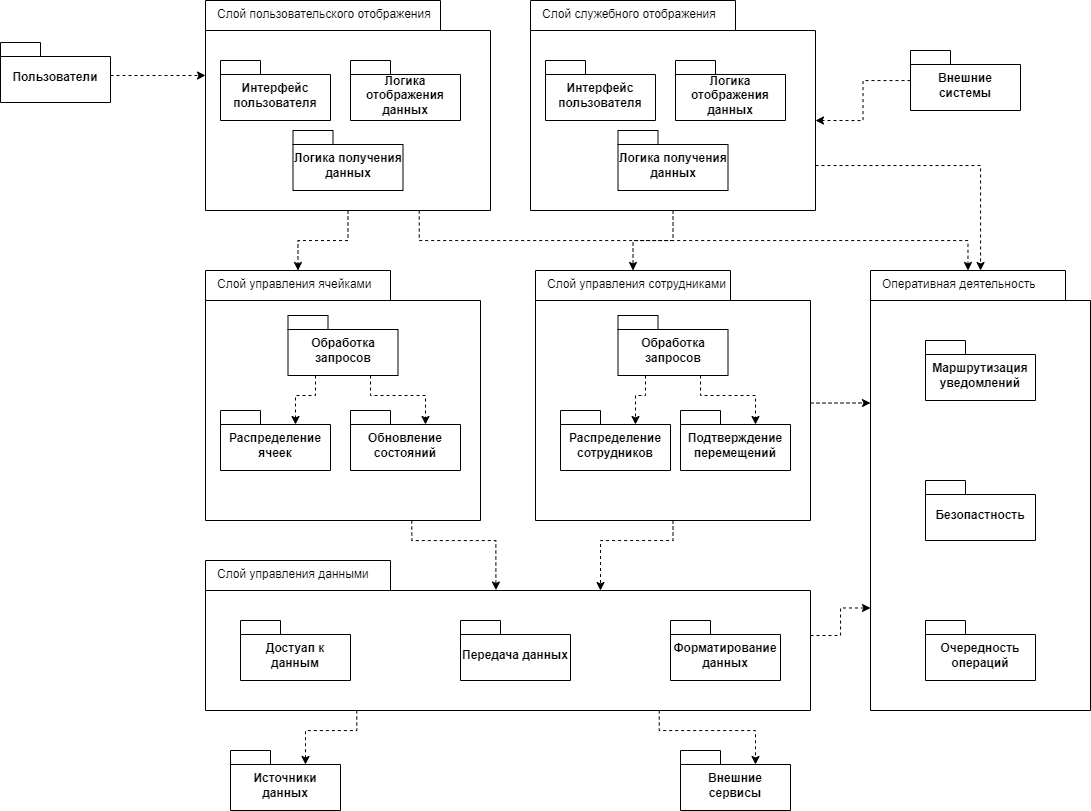 Слой пользовательского отображения
Слой служебного отображения
Пользователи
Интерфейс
пользователя
Логика
отображения
данных
Логика получения
данных
Интерфейс
пользователя
Логика
отображения
данных
Логика получения
данных
Внешние
системы
Слой управления ячейками
Слой управления сотрудниками
Оперативная деятельность
Обработка
запросов
Распределение
ячеек
Обновление
состояний
Обработка
запросов
Распределение
сотрудников
Подтверждение
перемещений
Маршрутизация
уведомлений
Безопастность
Очередность
операций
Слой управления данными
Достуап к
данным
Передача данных
Форматирование
данных
Источники
данных
Внешние
сервисы